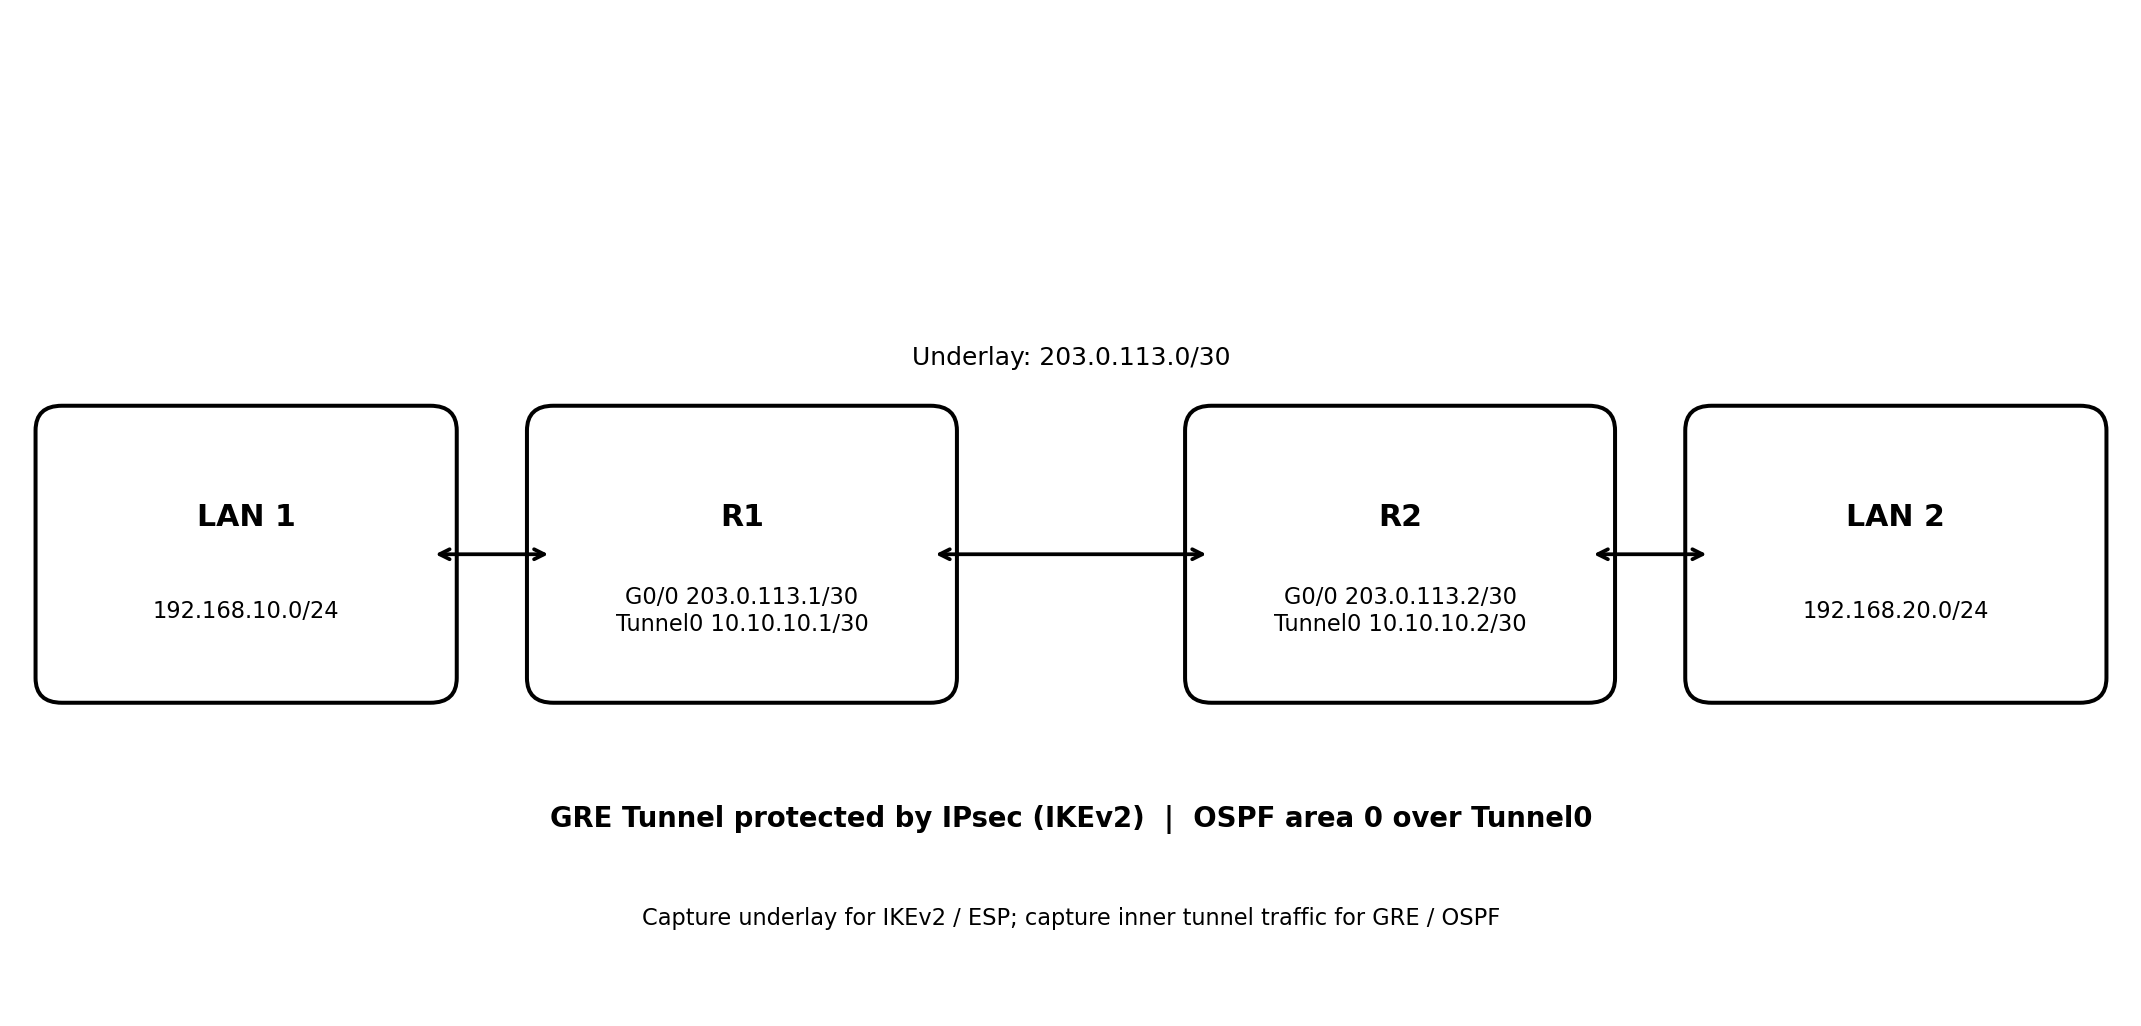 Underlay: 203.0.113.0/30
LAN 1
192.168.10.0/24
R1
G0/0 203.0.113.1/30
Tunnel0 10.10.10.1/30
R2
G0/0 203.0.113.2/30
Tunnel0 10.10.10.2/30
LAN 2
192.168.20.0/24
GRE Tunnel protected by IPsec (IKEv2) | OSPF area 0 over Tunnel0
Capture underlay for IKEv2 / ESP; capture inner tunnel traffic for GRE / OSPF